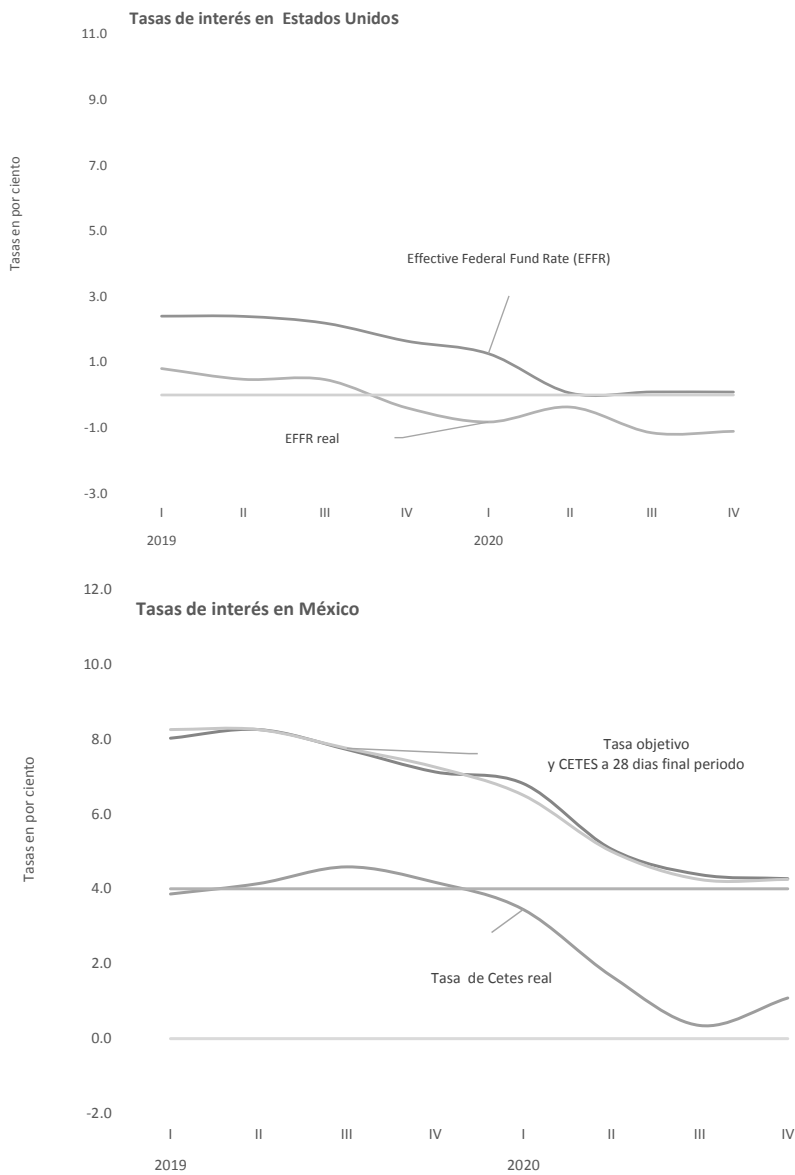 Tasas de interés en  Estados Unidos
11.0
9.0
7.0
5.0
3.0
1.0
-1.0
-3.0
Tasas en por ciento
Effective Federal Fund Rate (EFFR)
EFFR real
I II III IV I II III IV
2019 2020
12.0
Tasas de interés en México
10.0
8.0
6.0
4.0
2.0
0.0
-2.0
Tasas en por ciento
Tasa objetivo
y CETES a 28 dias final periodo
Tasa  de Cetes real
I II III IV I II III IV
2019 2020